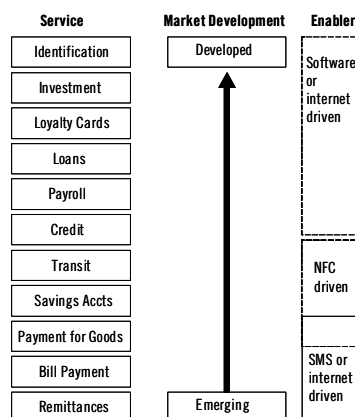 Service Market Development Enabler
Identification Developed
Software
or
internet
driven
Investment
Loyalty Cards
Loans
Payroll
Credit
Transit
NFC
driven
Savings Accts
Payment for Goods
Bill Payment
SMS or
internet
driven
Remittances Emerging